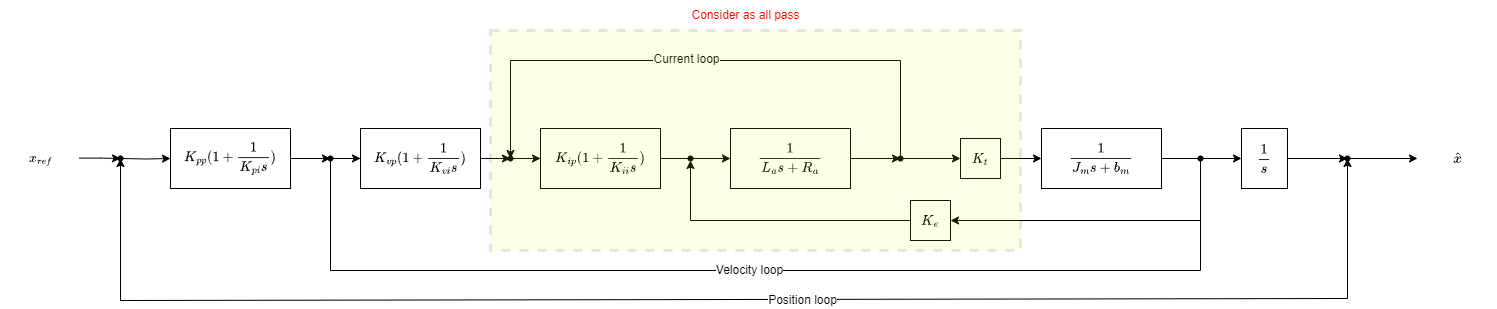 Consider as all pass
Current loop
x_{ref}
K_{pp}(1 + \frac{1}{K_{pi}s})
K_{vp}(1 + \frac{1}{K_{vi}s})
K_{ip}(1 + \frac{1}{K_{ii}s})
\frac{1}{L_a s + R_a}
K_t
\frac{1}{J_m s + b_m}
\frac{1}{s}
\hat{x}
K_e
Velocity loop
Position loop